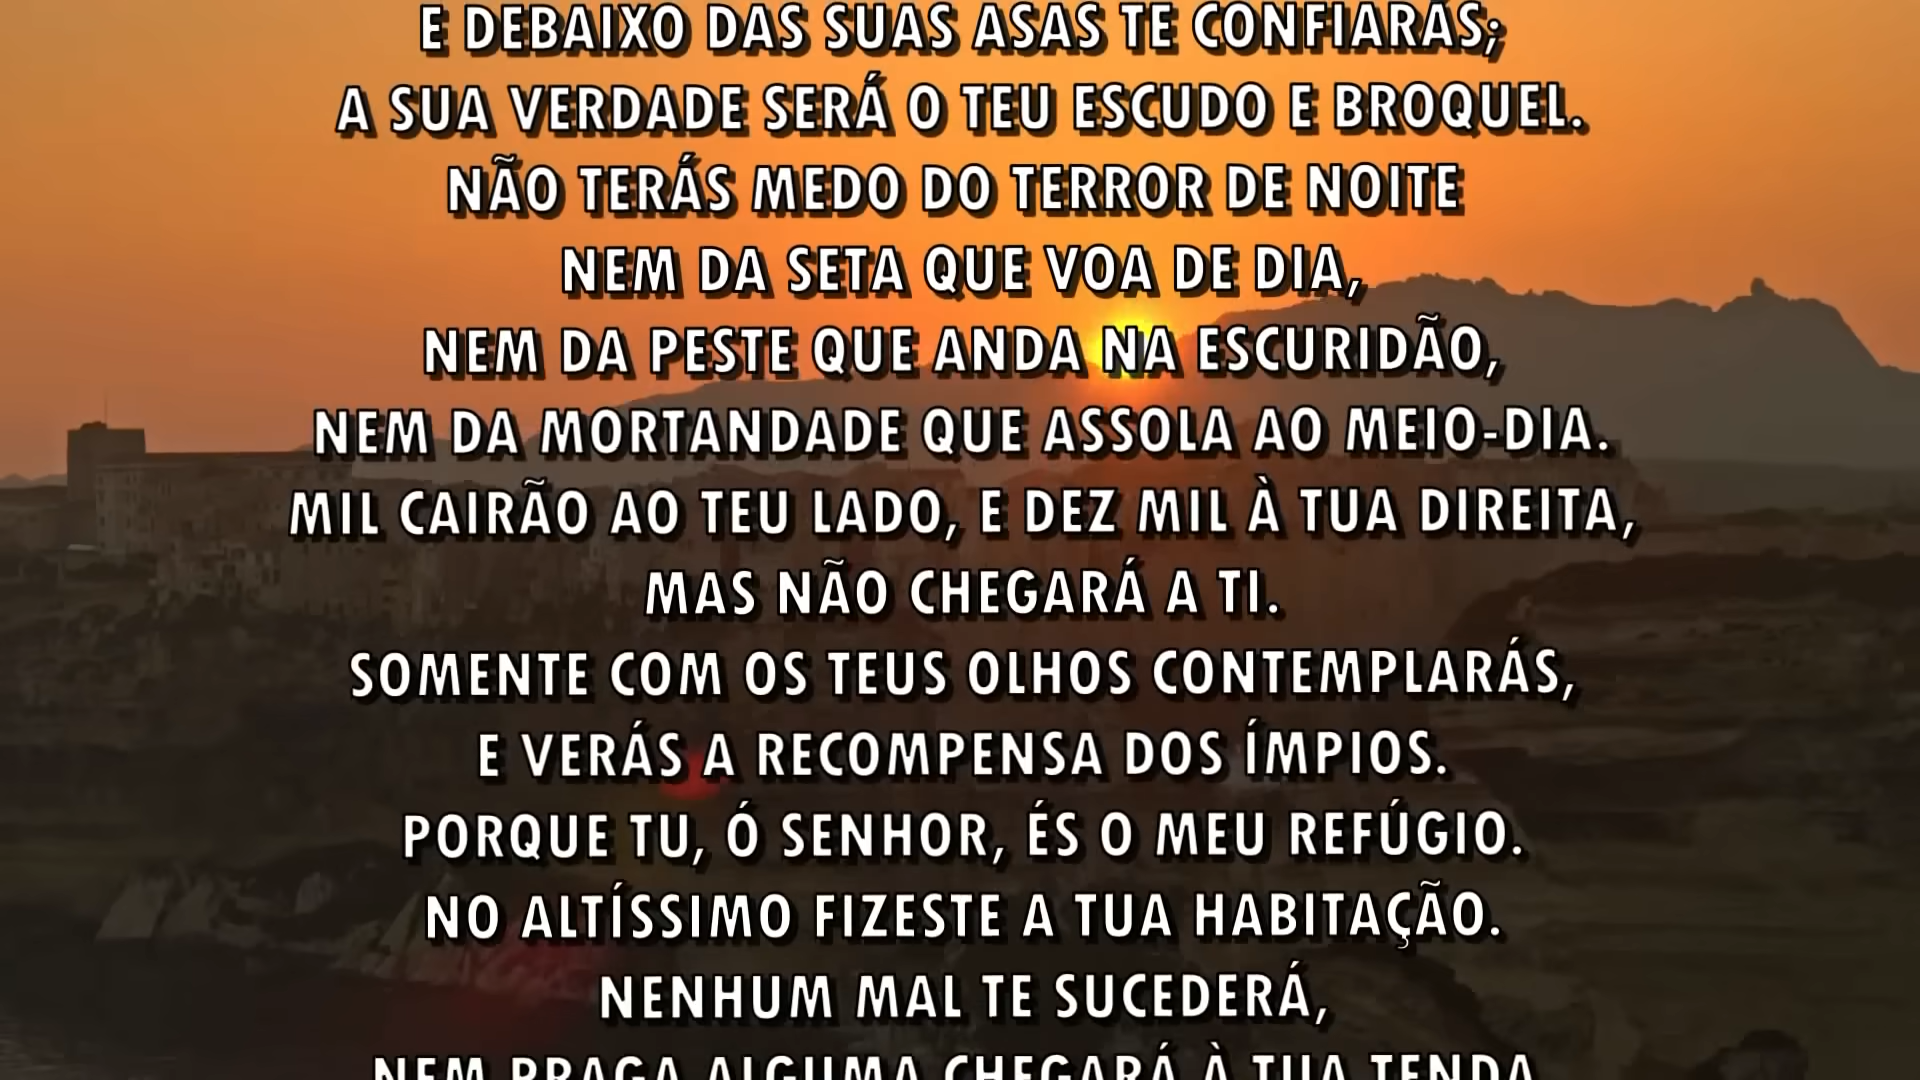 E DEBAIXO DAS SUAS ASAS TE CONFIARÁS;
A SUA VERDADE SERÁ O TEU ESCUDO E BROQUEL.
NÃO TERÁS MEDO DO TERROR DE NOITE
NEM DA SETA QUE VOA DE DIA,
NEM DA PESTE QUE ANDA NA ESCURIDÃO,
NEM DA MORTANDADE QUE ASSOLA AO MEIO-DIA.
MIL CAIRÃO AO TEU LADO, E DEZ MIL À TUA DIREITA,
MAS NÃO CHEGARÁ A TI.
SOMENTE COM OS TEUS OLHOS CONTEMPLARÁS,
E VERÁS A RECOMPENSA DOS ÍMPIOS.
PORQUE TU, Ó SENHOR, ÉS O MEU REFÚGIO.
NO ALTÍSSIMO FIZESTE A TUA HABITAÇÃO.
NENHUM MAL TE SUCEDERÁ,
NEM PRAGA ALGUMA CHEGARÁ À TUA TENDA